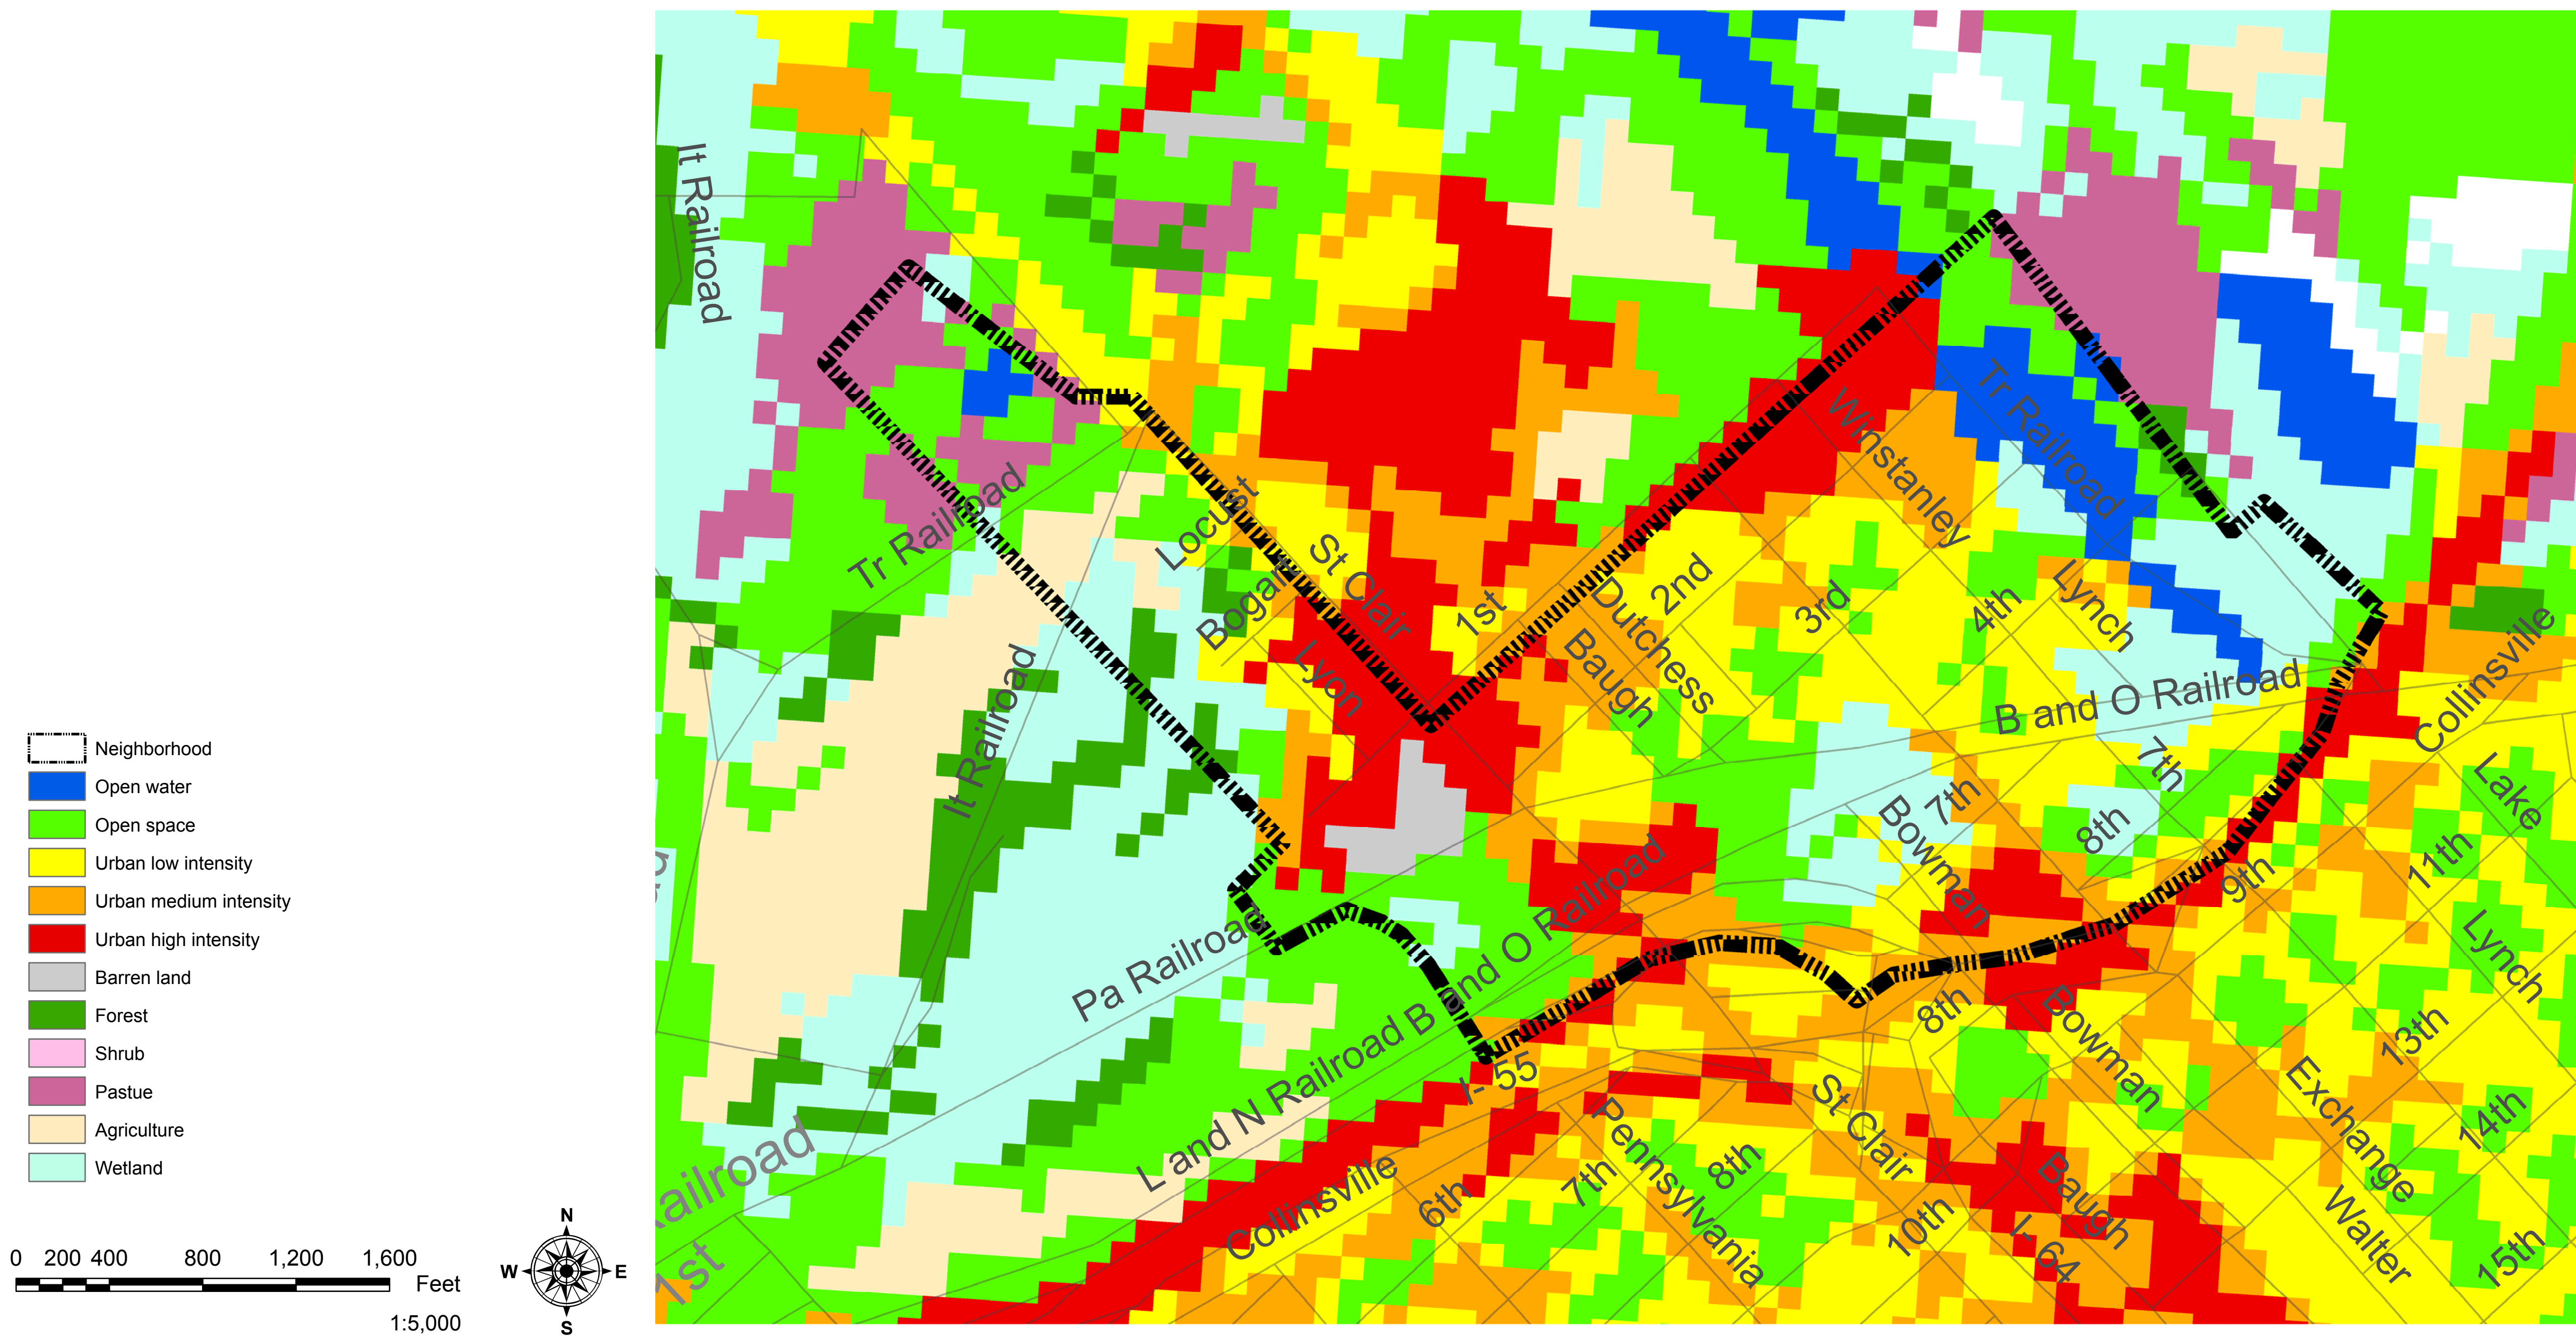 Neighborhood
Open water
Open space
Urban low intensity
Urban medium intensity
Urban high intensity
Barren land
Forest
Shrub
Pastue
Agriculture
Wetland
0 200 400 800 1,200 1,600
Feet
1:5,000
N
W E
S
It Railroad
Tr Railroad
Locust
Bogart
St Clair
Lyon
1st
Dutchess
2nd
Baugh
Winstanley
3rd
Tr Railroad
4th
Lynch
B and O Railroad
Collinsville
7th
Lake
It Railroad
Bowman
7th
8th
9th
11th
Lynch
Pa Railroad
L and N Railroad
B and O Railroad
I- 55
8th
Bowman
13th
Exchange
14th
St Clair
Pennsylvania
Collinsville
6th
7th
8th
10th
Baugh
I- 64
Walter
15th
Railroad
1st